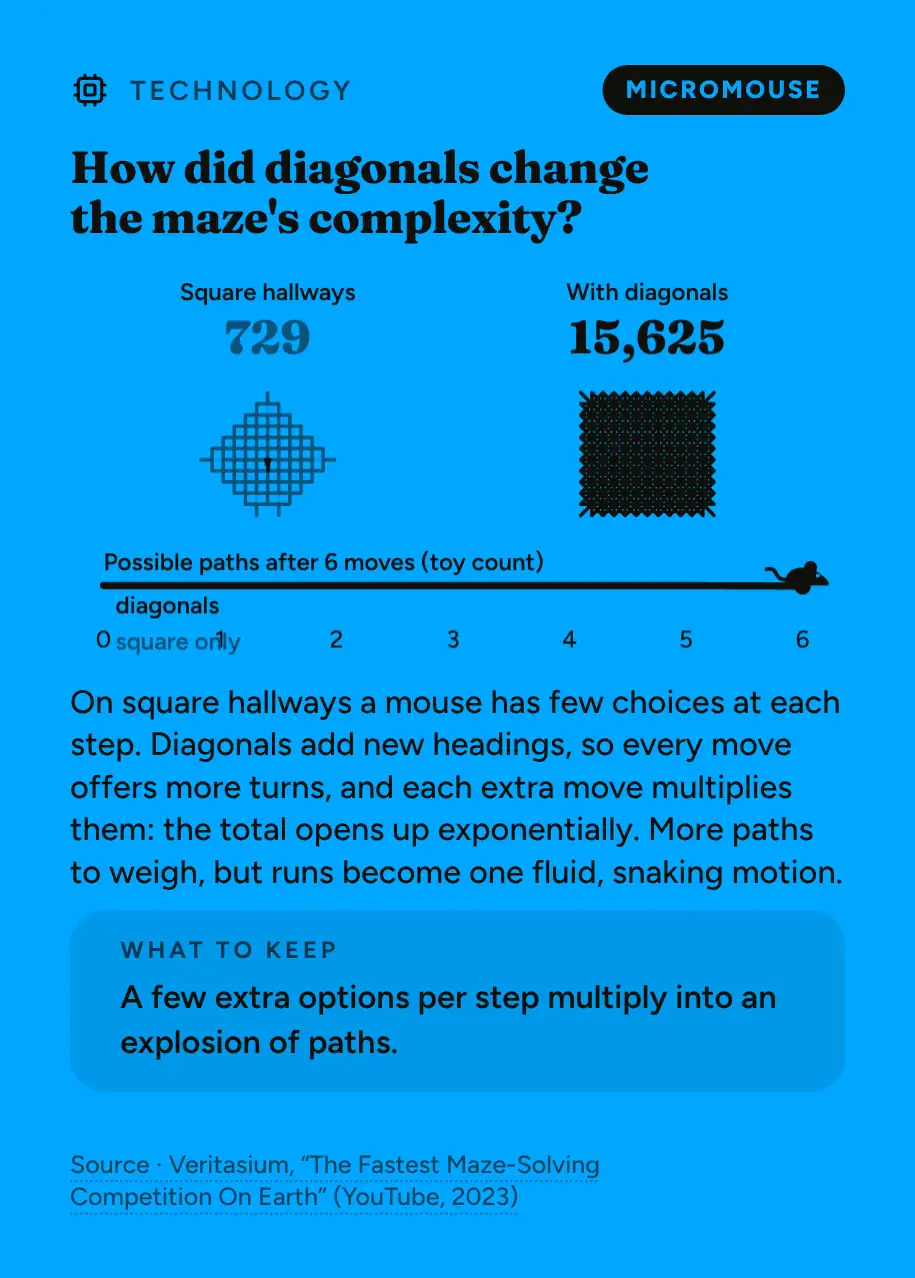 TECHNOLOGY
MICROMOUSE
How did diagonals change
the maze's complexity?
Square hallways
729
With diagonals
15,625
Possible paths after 6 moves (toy count)
diagonals
square only
0 1 2 3 4 5 6
On square hallways a mouse has few choices at each
step. Diagonals add new headings, so every move
offers more turns, and each extra move multiplies
them: the total opens up exponentially. More paths
to weigh, but runs become one fluid, snaking motion.
WHAT TO KEEP
A few extra options per step multiply into an
explosion of paths.
Source · Veritasium, “The Fastest Maze-Solving
Competition On Earth” (YouTube, 2023)